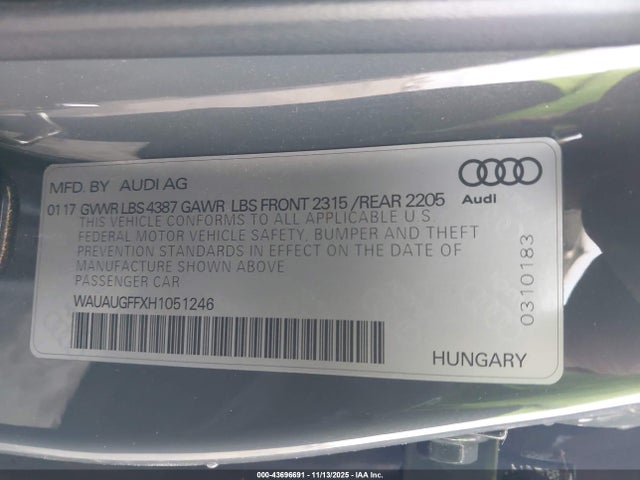 MFD. BY AUDI AG
01 17 GVWR LBS 4387 GAWR LBS FRONT 2315 /REAR 2205
THIS VEHICLE CONFORMS TO ALL APPLICABLE U.S.
FEDERAL MOTOR VEHICLE SAFETY, BUMPER AND THEFT
PREVENTION STANDARDS IN EFFECT ON THE DATE OF
MANUFACTURE SHOWN ABOVE
PASSENGER CAR
WAUAUGFFXH1051246
HUNGARY
Audi
0310183
000-43696691 - 11/13/2025 - IAA Inc.